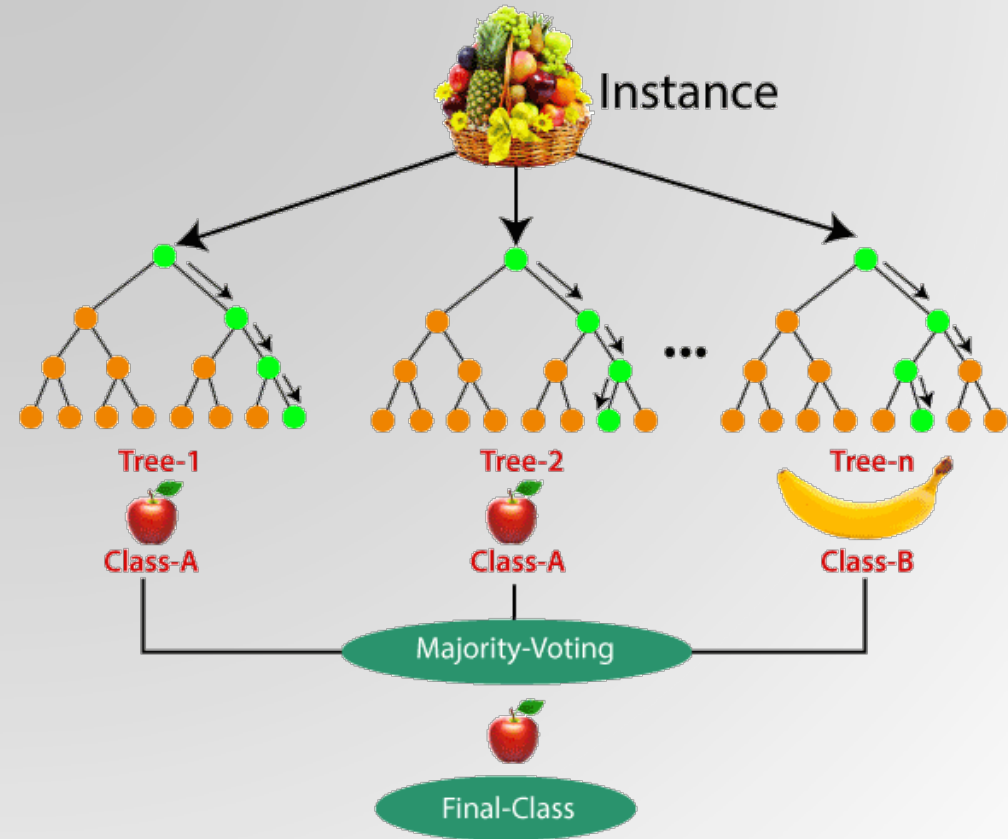 Instance
Tree-1
Tree-2
Tree-n
Class-A
Class-A
Class-B
Majority-Voting
Final-Class